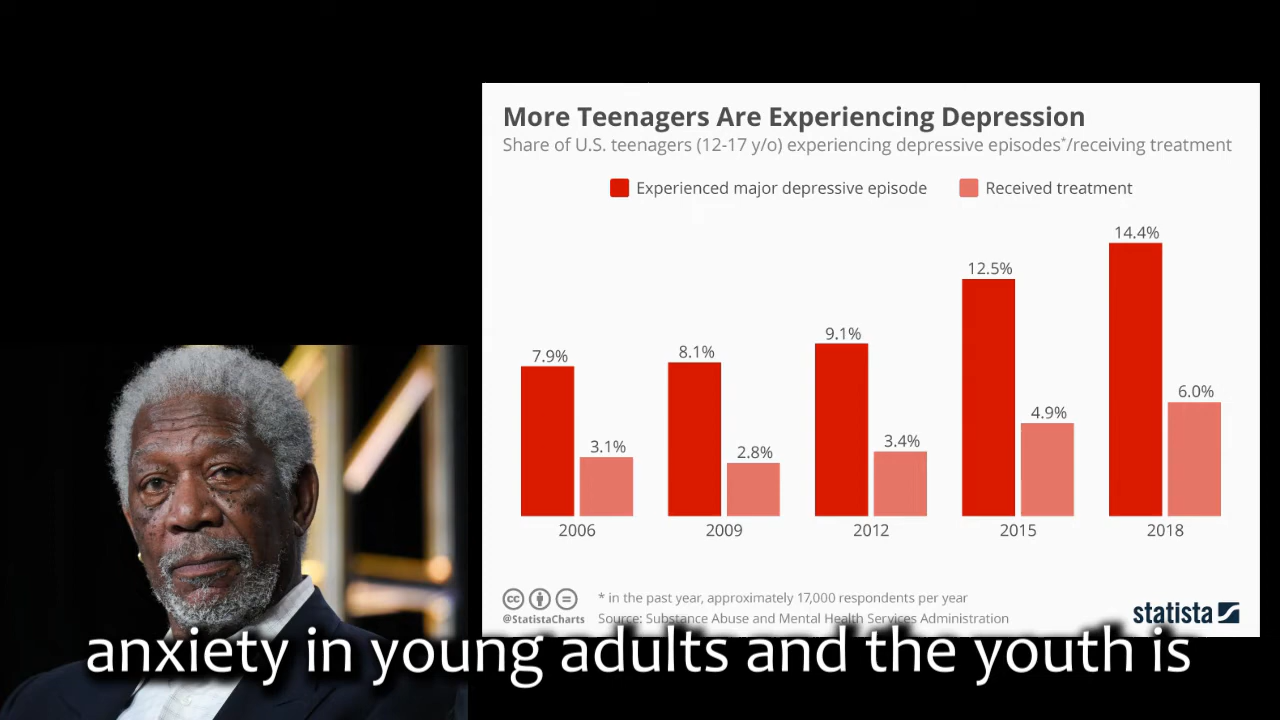 More Teenagers Are Experiencing Depression
Share of U.S. teenagers (12-17 y/o) experiencing depressive episodes*/receiving treatment
Experienced major depressive episode Received treatment
14.4%
12.5%
9.1%
7.9% 8.1%
6.0%
4.9%
3.1% 2.8% 3.4%
2006 2009 2012 2015 2018
cc
* in the past year, approximately 17,000 respondents per year
@StatistaCharts Source: Substance Abuse and Mental Health Services Administration
statista
anxiety in young adults and the youth is